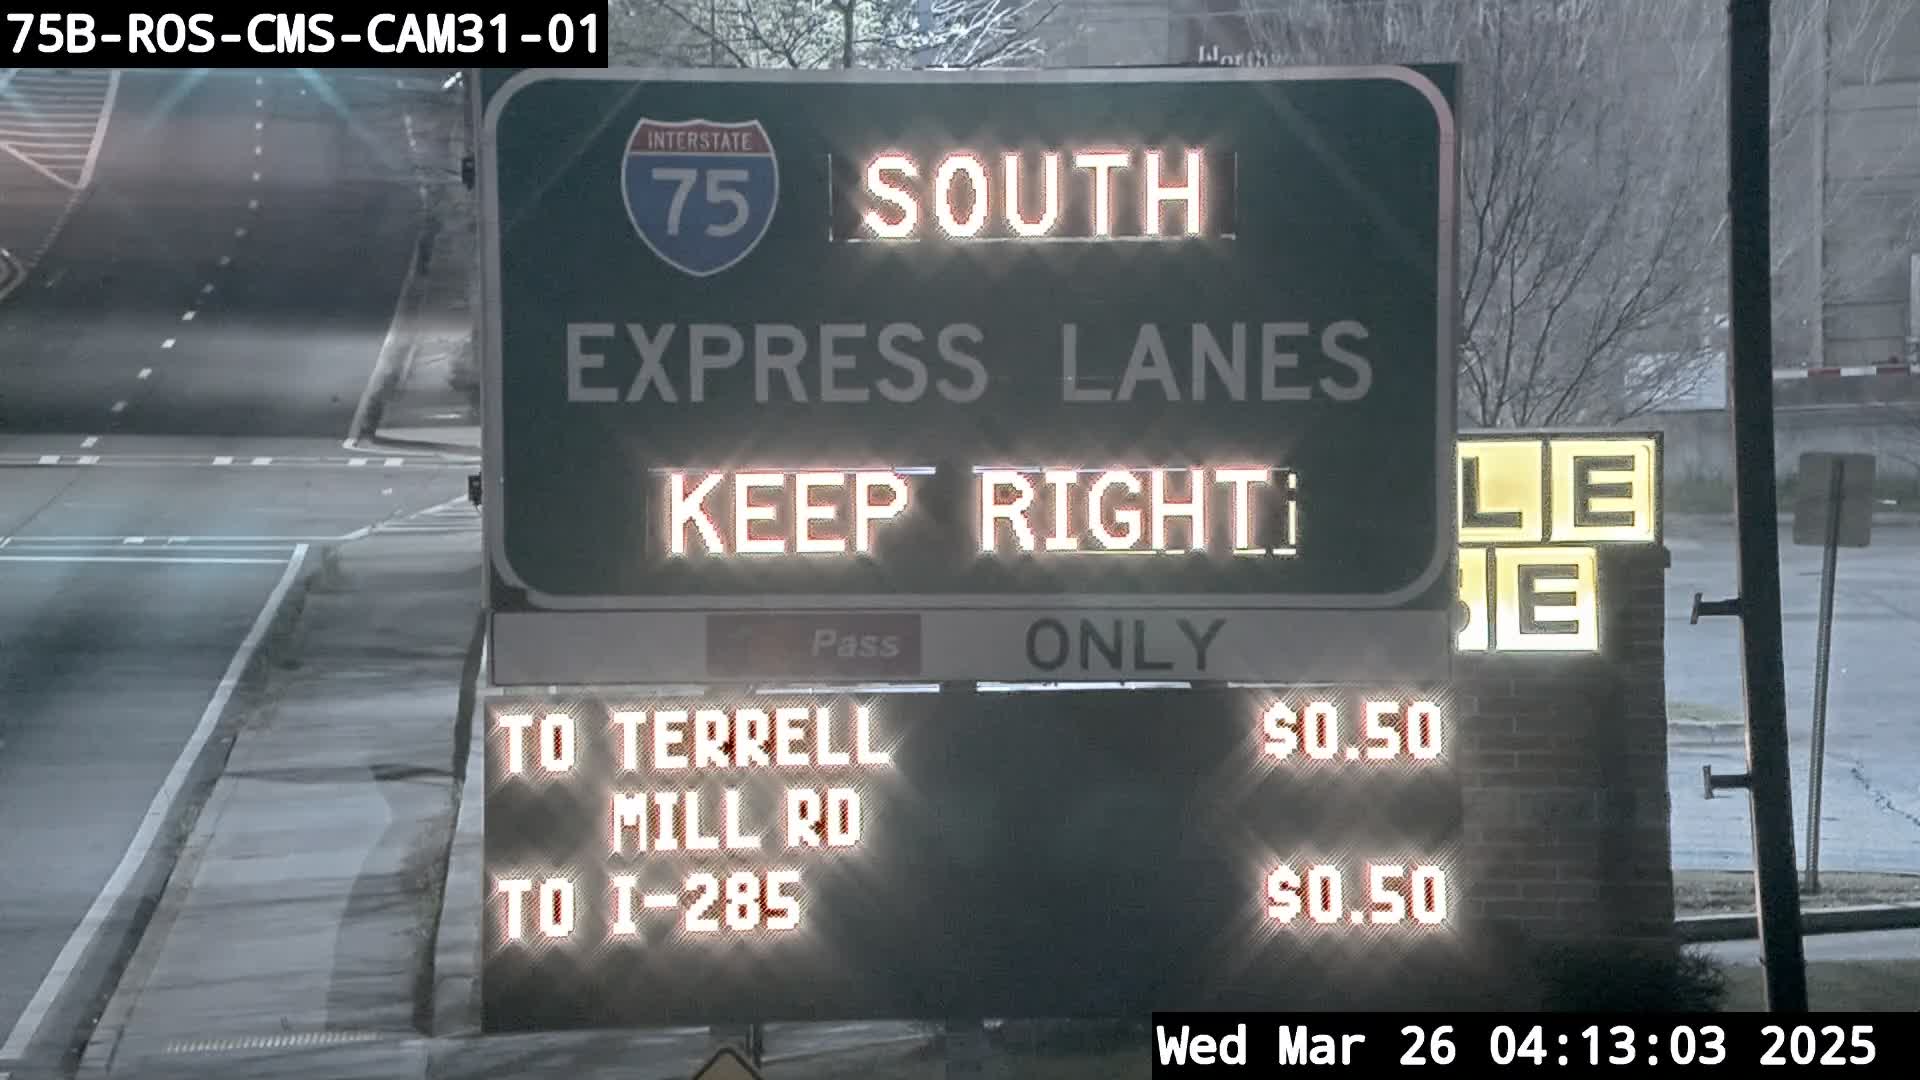 75B-ROS-CMS-CAM31-01
INTERSTATE
75
SOUTH
EXPRESS LANES
KEEP RIGHT
Pass ONLY
TO TERRELL $0.50
MILL RD
TO I-285 $0.50
LE
E
Wed Mar 26 04:13:03 2025